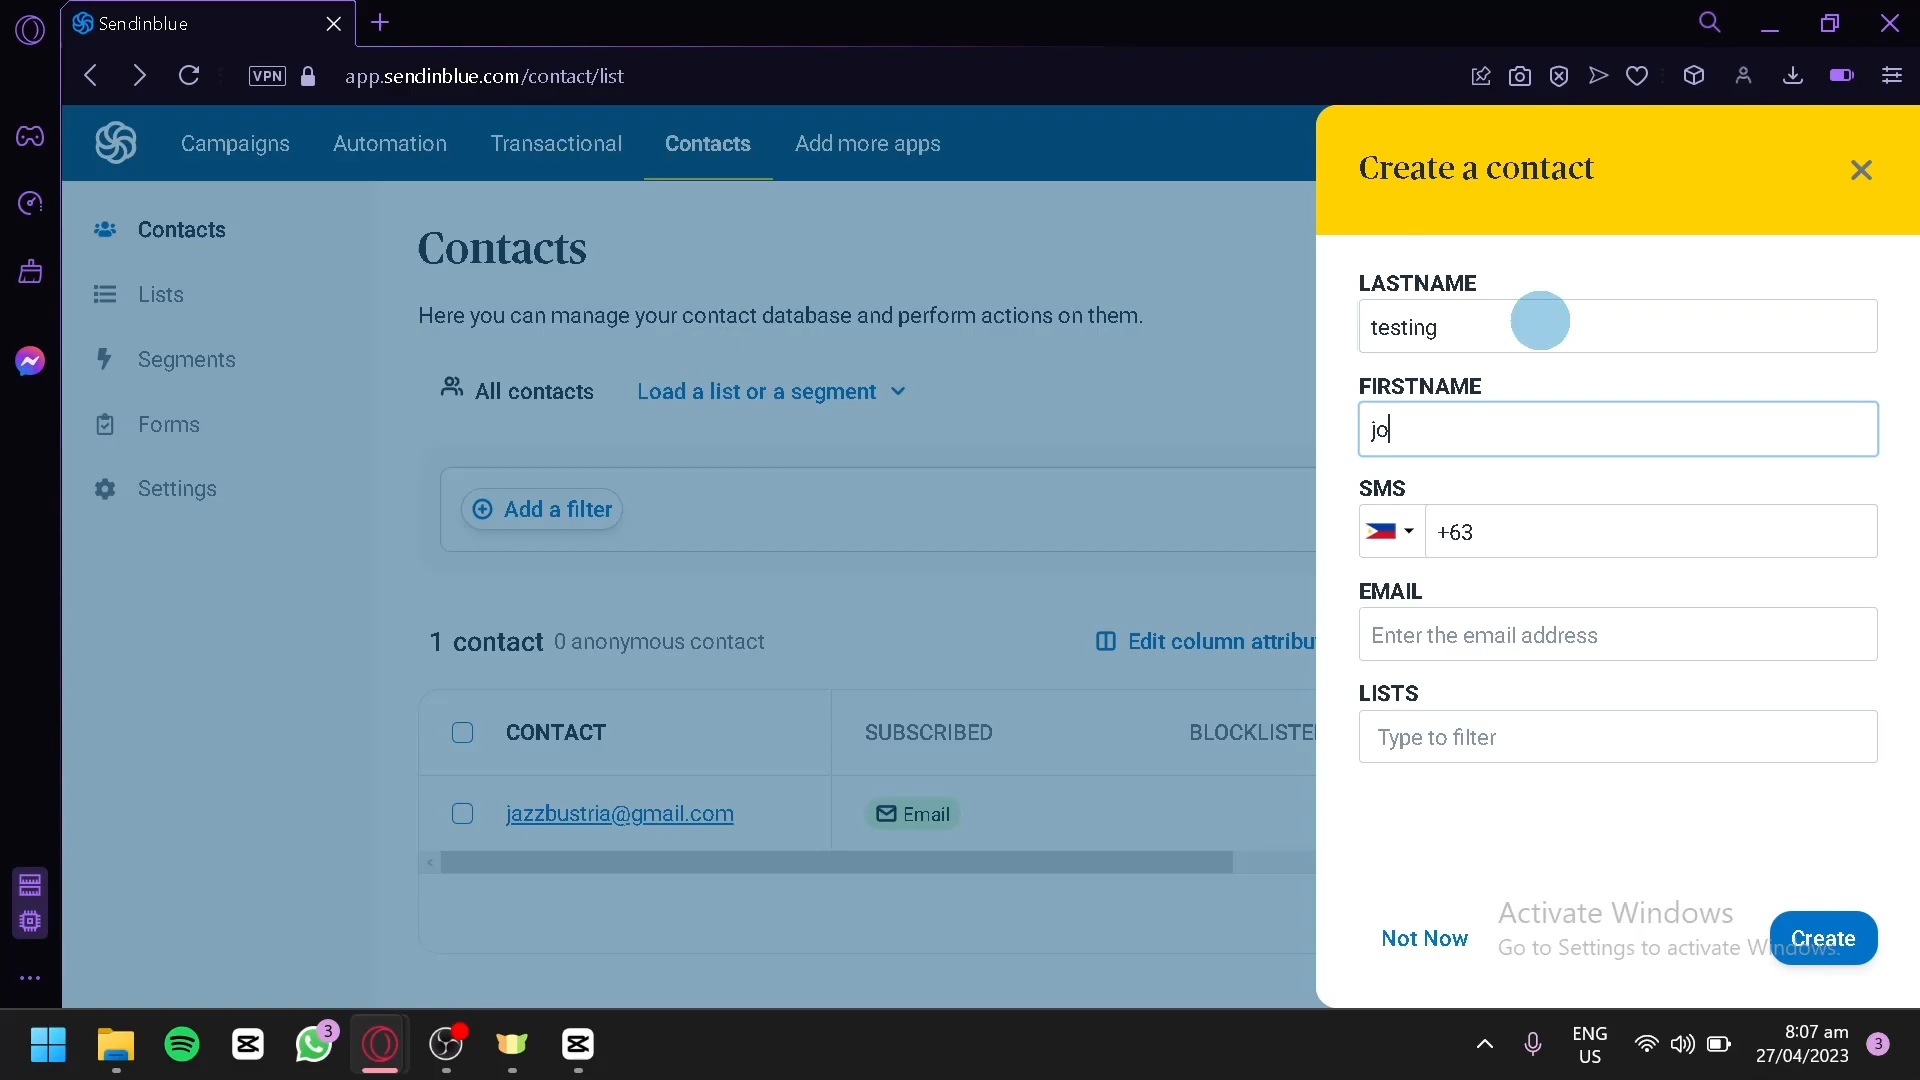 Sendinblue
VPN
app.sendinblue.com/contact/list
Campaigns
Automation
Transactional
Contacts
Add more apps
Contacts
Lists
Segments
Forms
Settings
Contacts
Here you can manage your contact database and perform actions on them.
All contacts
Load a list or a segment
Add a filter
1 contact 0 anonymous contact
Edit column attribu
CONTACT
SUBSCRIBED
BLOCKLISTE
jazzbustria@gmail.com
Email
Create a contact
LASTNAME
testing
FIRSTNAME
jo
SMS
+63
EMAIL
Enter the email address
LISTS
Type to filter
Not Now
Create
Activate Windows
Go to Settings to activate Windows.
3
ENG
US
8:07 am
27/04/2023
3